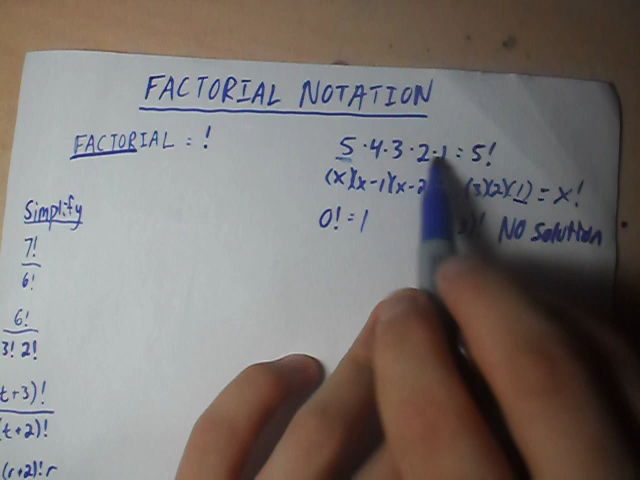 FACTORIAL NOTATION
FACTORIAL = !
5·4·3·2·1=5!
(x)(x-1)(x-2 (3)(2)(1) = x!
0! = 1
)! NO Solution
Simplify
7!
6!
6!
3! 2!
t+3)!
(t+2)!
(r+2)!r